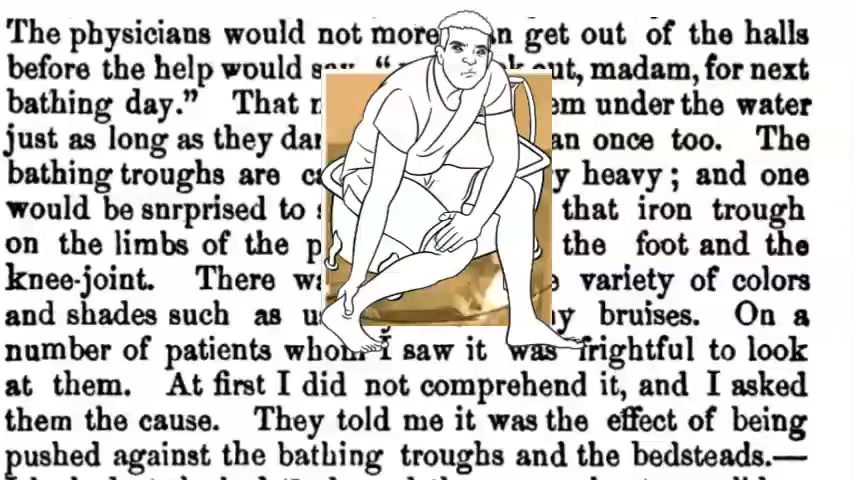 The physicians would not more n get out of the halls
before the help would say, " out, madam, for next
bathing day." That em under the water
just as long as they dar an once too. The
bathing troughs are y heavy; and one
would be snrprised to that iron trough
on the limbs of the the foot and the
knee-joint. There variety of colors
and shades such as bruises. On a
number of patients whom I saw it was frightful to look
at them. At first I did not comprehend it, and I asked
them the cause. They told me it was the effect of being
pushed against the bathing troughs and the bedsteads.—